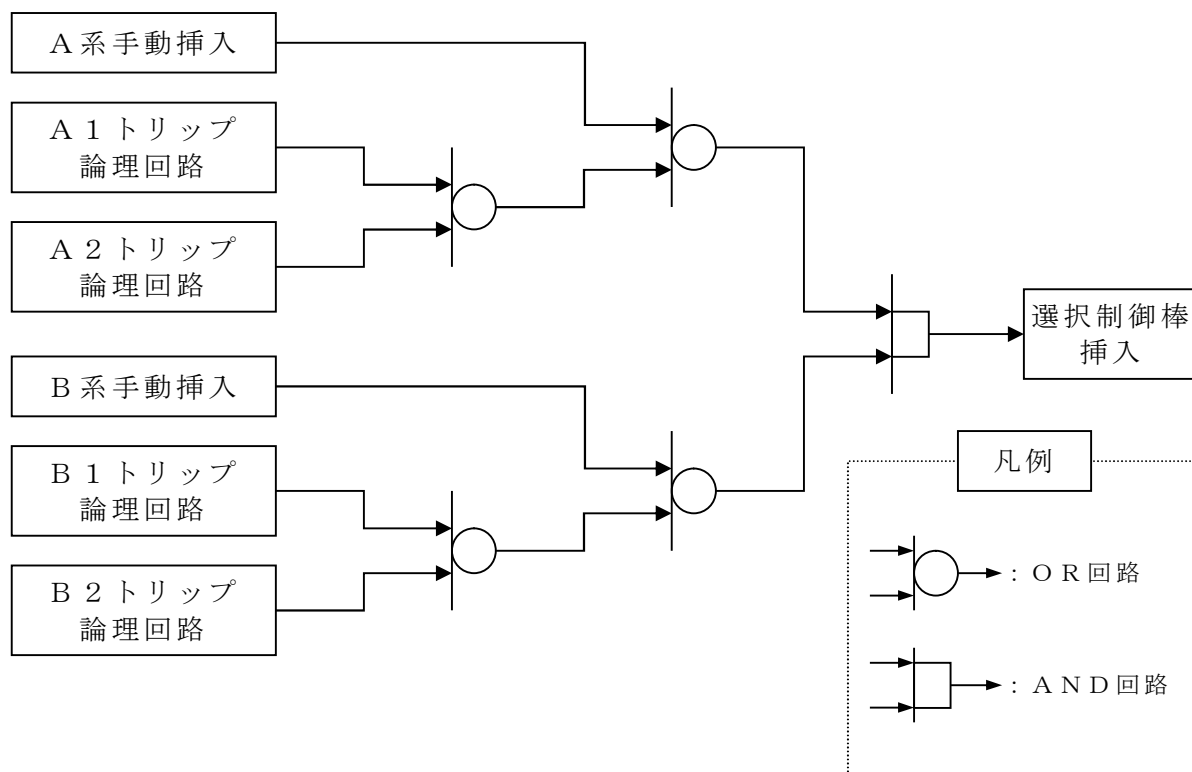 A系手動挿入
A1トリップ
論理回路
A2トリップ
論理回路
B系手動挿入
B1トリップ
論理回路
B2トリップ
論理回路
選択制御棒
挿入
凡例
:OR回路
:AND回路